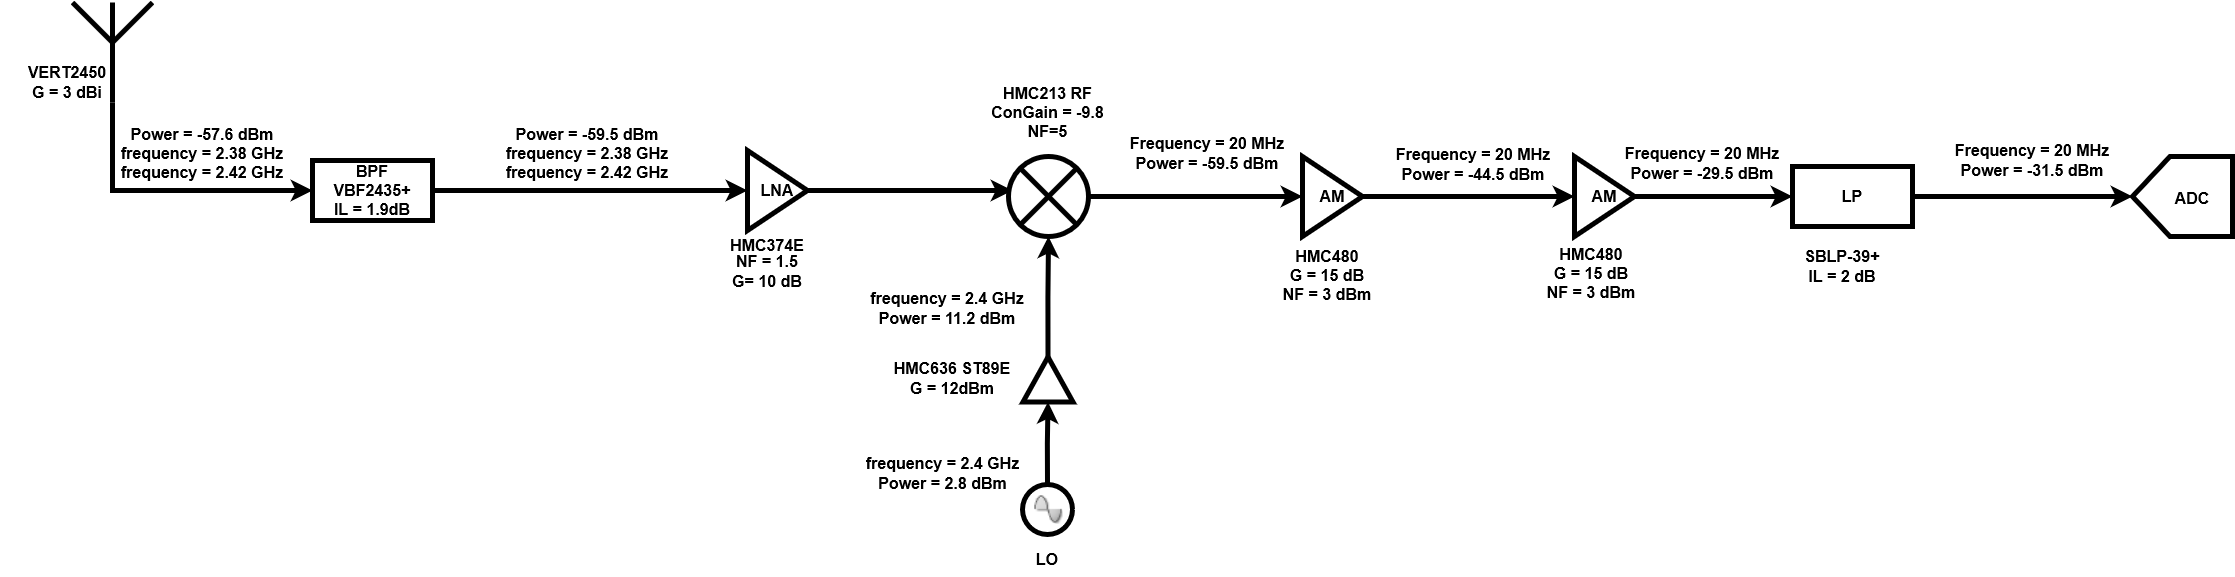 VERT2450
G = 3 dBi
Power = -57.6 dBm
frequency = 2.38 GHz
frequency = 2.42 GHz
BPF
VBF2435+
IL = 1.9dB
Power = -59.5 dBm
frequency = 2.38 GHz
frequency = 2.42 GHz
LNA
HMC374E
NF = 1.5
G= 10 dB
HMC213 RF
ConGain = -9.8
NF=5
frequency = 2.4 GHz
Power = 11.2 dBm
HMC636 ST89E
G = 12dBm
frequency = 2.4 GHz
Power = 2.8 dBm
LO
Frequency = 20 MHz
Power = -59.5 dBm
AM
HMC480
G = 15 dB
NF = 3 dBm
Frequency = 20 MHz
Power = -44.5 dBm
AM
HMC480
G = 15 dB
NF = 3 dBm
Frequency = 20 MHz
Power = -29.5 dBm
LP
SBLP-39+
IL = 2 dB
Frequency = 20 MHz
Power = -31.5 dBm
ADC